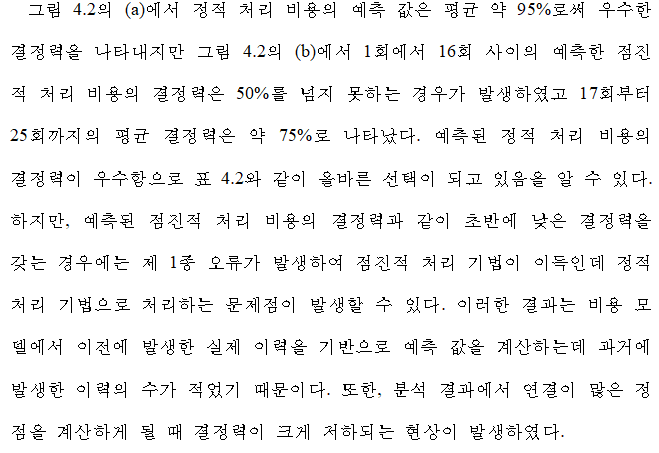 그림 4.2의 (a)에서 정적 처리 비용의 예측 값은 평균 약 95%로써 우수한
결정력을 나타내지만 그림 4.2의 (b)에서 1회에서 16회 사이의 예측한 점진
적 처리 비용의 결정력은 50%를 넘지 못하는 경우가 발생하였고 17회부터
25회까지의 평균 결정력은 약 75%로 나타났다. 예측된 정적 처리 비용의
결정력이 우수함으로 표 4.2와 같이 올바른 선택이 되고 있음을 알 수 있다.
하지만, 예측된 점진적 처리 비용의 결정력과 같이 초반에 낮은 결정력을
갖는 경우에는 제 1종 오류가 발생하여 점진적 처리 기법이 이득인데 정적
처리 기법으로 처리하는 문제점이 발생할 수 있다. 이러한 결과는 비용 모
델에서 이전에 발생한 실제 이력을 기반으로 예측 값을 계산하는데 과거에
발생한 이력의 수가 적었기 때문이다. 또한, 분석 결과에서 연결이 많은 정
점을 계산하게 될 때 결정력이 크게 저하되는 현상이 발생하였다.